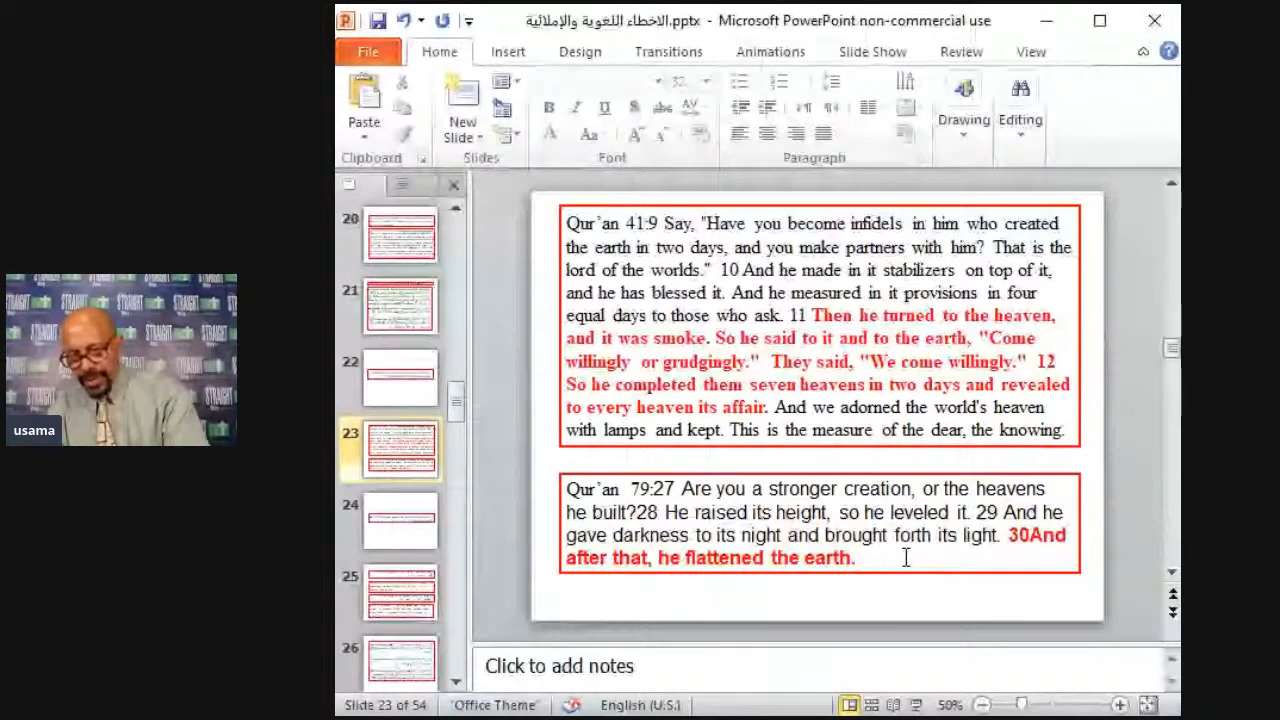 الاخطاء اللغوية والإملائية.pptx - Microsoft PowerPoint non-commercial use
File Home Insert Design Transitions Animations Slide Show Review View
Paste
New
Slide
Drawing
Editing
32
Clipboard Slides Font Paragraph
20
21
22
23
24
25
26
Qur'an 41:9 Say, "Have you become infidels in him who created
the earth in two days, and you make partners with him? That is the
lord of the worlds." 10 And he made in it stabilizers on top of it,
and he has blessed it. And he measured in it provisions in four
equal days to those who ask. 11 Then he turned to the heaven,
and it was smoke. So he said to it and to the earth, "Come
willingly or grudgingly." They said, "We come willingly." 12
So he completed them seven heavens in two days and revealed
to every heaven its affair. And we adorned the world's heaven
with lamps and kept. This is the measure of the dear, the knowing.
Qur'an 79:27 Are you a stronger creation, or the heavens
he built?28 He raised its height, so he leveled it. 29 And he
gave darkness to its night and brought forth its light. 30And
after that, he flattened the earth.
Click to add notes
Slide 23 of 54 "Office Theme" English (U.S.) 50%
STRAIGHT
STRAIGHT
STRAIGHT
usama